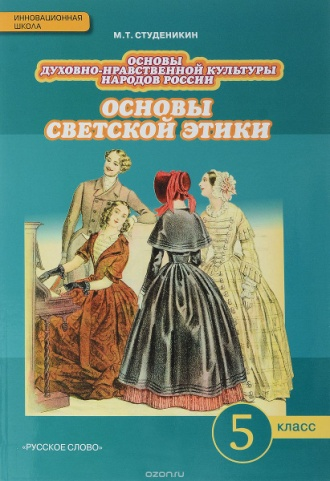 ИННОВАЦИОННАЯ
ШКОЛА
М.Т. СТУДЕНИКИН
ОСНОВЫ
ДУХОВНО-НРАВСТВЕННОЙ КУЛЬТУРЫ
НАРОДОВ РОССИИ
ОСНОВЫ
СВЕТСКОЙ ЭТИКИ
5 КЛАСС
«РУССКОЕ СЛОВО»
ozon.ru